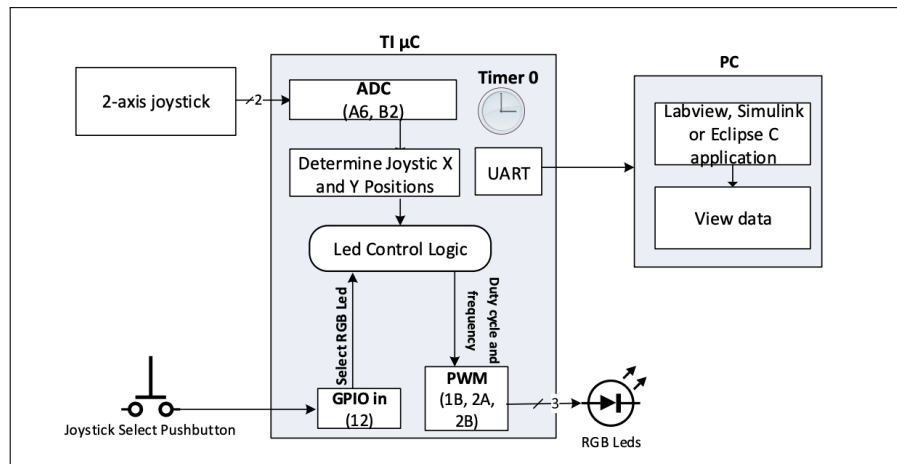 TI µC
PC
2-axis joystick
2
ADC
(A6, B2)
Timer 0
Determine Joystic X
and Y Positions
UART
Labview, Simulink
or Eclipse C
application
View data
Led Control Logic
Select RGB Led
Duty cycle and
frequency
Joystick Select Pushbutton
GPIO in
(12)
PWM
(1B, 2A,
2B)
3
RGB Leds